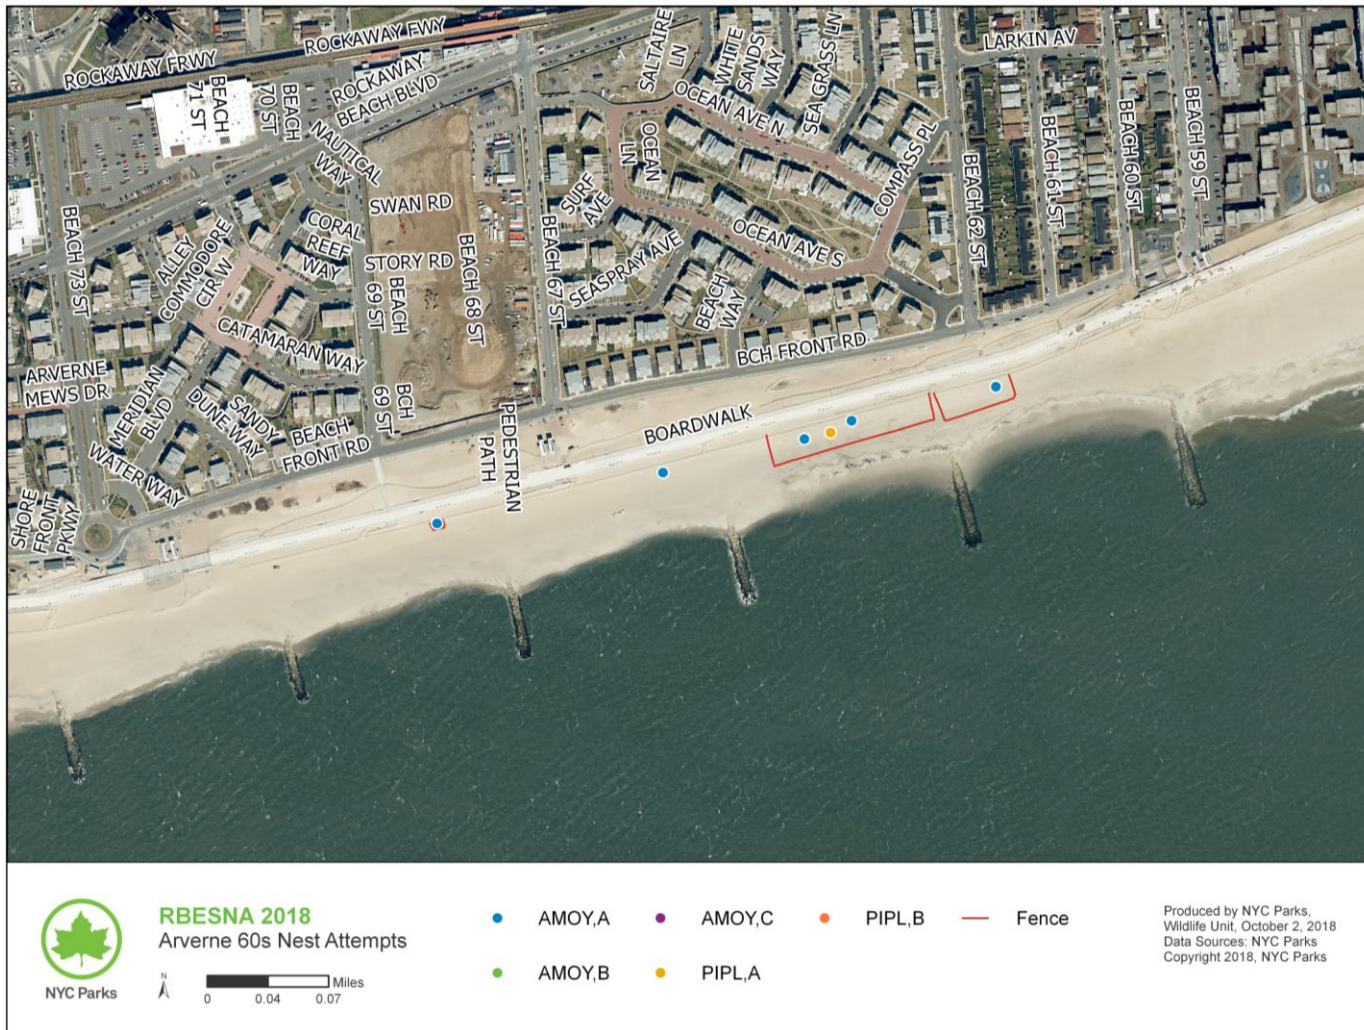 ROCKAWAY FRWY
ROCKAWAY FWY
ROCKAWAY
BEACH BLVD
BEACH
71 ST
BEACH
70 ST
NAUTICAL
WAY
SALTAIRE
LN
WHITE
SANDS
WAY
SEA GRASS LN
LARKIN AV
OCEAN AVE N
OCEAN
LN
COMPASS PL
BEACH 62 ST
BEACH 61 ST
BEACH 60 ST
BEACH 59 ST
SWAN RD
SURF
AVE
BEACH 73 ST
ALLEY
COMMODORE
CIR W
CORAL
REEF
WAY
STORY RD
BEACH
69 ST
BEACH 68 ST
BEACH 67 ST
SEASPRAY AVE
OCEAN AVE S
BEACH
WAY
CATAMARAN WAY
BCH FRONT RD
ARVERNE
MEWS DR
MERIDIAN
BLVD
SANDY
DUNE WAY
BCH
69 ST
BEACH
FRONT RD
WATER WAY
PEDESTRIAN
PATH
BOARDWALK
SHORE
FRONT
PKWY
NYC Parks
RBESNA 2018
Arverne 60s Nest Attempts
N
Miles
0 0.04 0.07
AMOY,A
AMOY,C
PIPL,B
Fence
AMOY,B
PIPL,A
Produced by NYC Parks,
Wildlife Unit, October 2, 2018
Data Sources: NYC Parks
Copyright 2018, NYC Parks